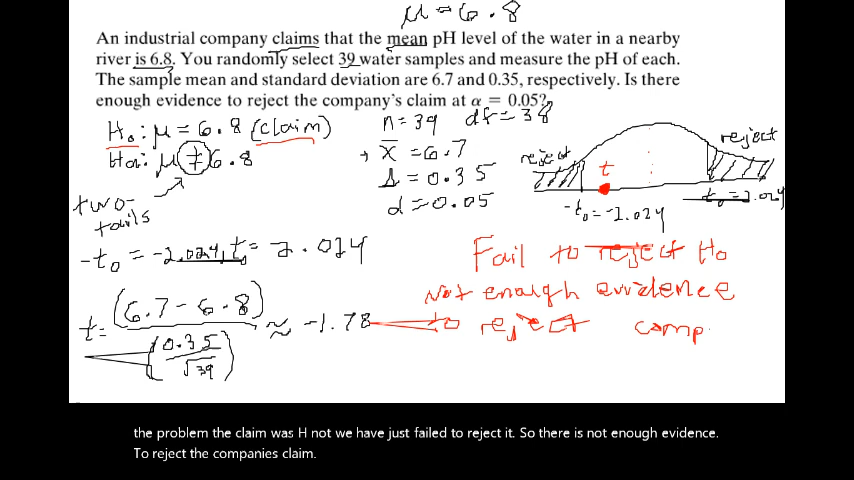 μ = 6.8
An industrial company claims that the mean pH level of the water in a nearby
river is 6.8. You randomly select 39 water samples and measure the pH of each.
The sample mean and standard deviation are 6.7 and 0.35, respectively. Is there
enough evidence to reject the company's claim at α = 0.05?
H₀: μ = 6.8 (claim)
Ha: μ ≠ 6.8
two-
tails
n = 39 df = 38
x̄ = 6.7
s = 0.35
α = 0.05
reject
t
reject
-t₀ = -2.024
t₀ = 2.024
-t₀ = -2.024, t = 2.024
t = (6.7 - 6.8) / (0.35 / √39) ≈ -1.78
Fail to reject H₀
not enough evidence
to reject comp
the problem the claim was H not we have just failed to reject it. So there is not enough evidence.
To reject the companies claim.